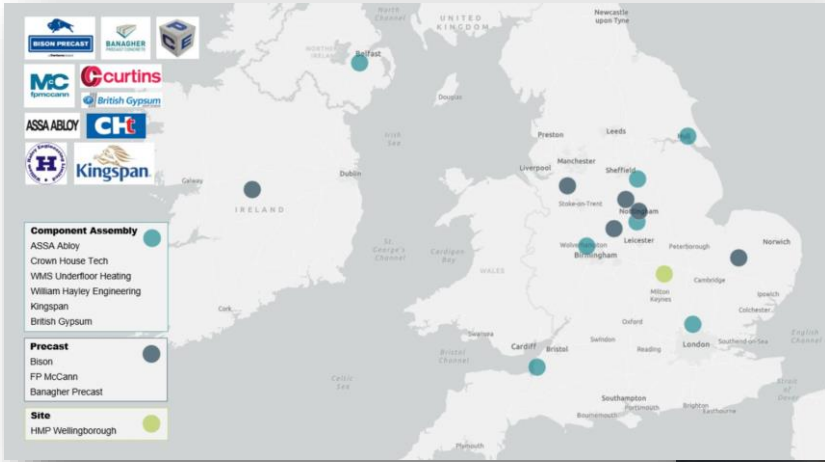 BISON PRECAST
BANAGHER
PRECAST CONCRETE
PCE
McC
fpmccann
curtins
British Gypsum
ASSA ABLOY
CHt
H
Kingspan.
Component Assembly
ASSA Abloy
Crown House Tech
WMS Underfloor Heating
William Hayley Engineering
Kingspan
British Gypsum
Precast
Bison
FP McCann
Banagher Precast
Site
HMP Wellingborough
North
Channel
UNITED
KINGDOM
Newcastle
upon Tyne
NORTHERN
IRELAND
Belfast
Douglas
Irish
Sea
Preston
Leeds
Hull
Manchester
Liverpool
Sheffield
Galway
Dublin
IRELAND
Stoke-on-Trent
Nottingham
Leicester
Peterborough
Norwich
Wolverhampton
Birmingham
St.
George's
Channel
Cardigan
Bay
WALES
Cambridge
Ipswich
Milton
Keynes
Colchester
Cork
Oxford
Swansea
Cardiff
Bristol
Swindon
Reading
London
Southend-on-Sea
English
Channel
Bristol
Channel
Celtic
Sea
Southampton
Portsmouth
Bournemouth
Brighton
Eastbourne
Strait
of
Dover
Plymouth